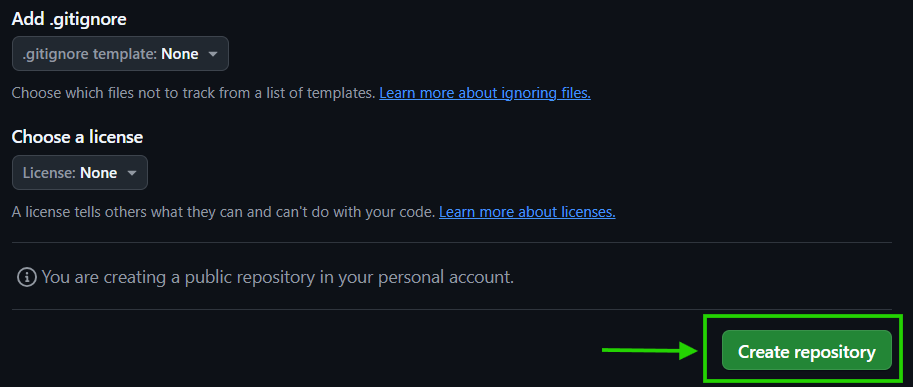 Add .gitignore
.gitignore template: None
Choose which files not to track from a list of templates. Learn more about ignoring files.
Choose a license
License: None
A license tells others what they can and can't do with your code. Learn more about licenses.
You are creating a public repository in your personal account.
Create repository